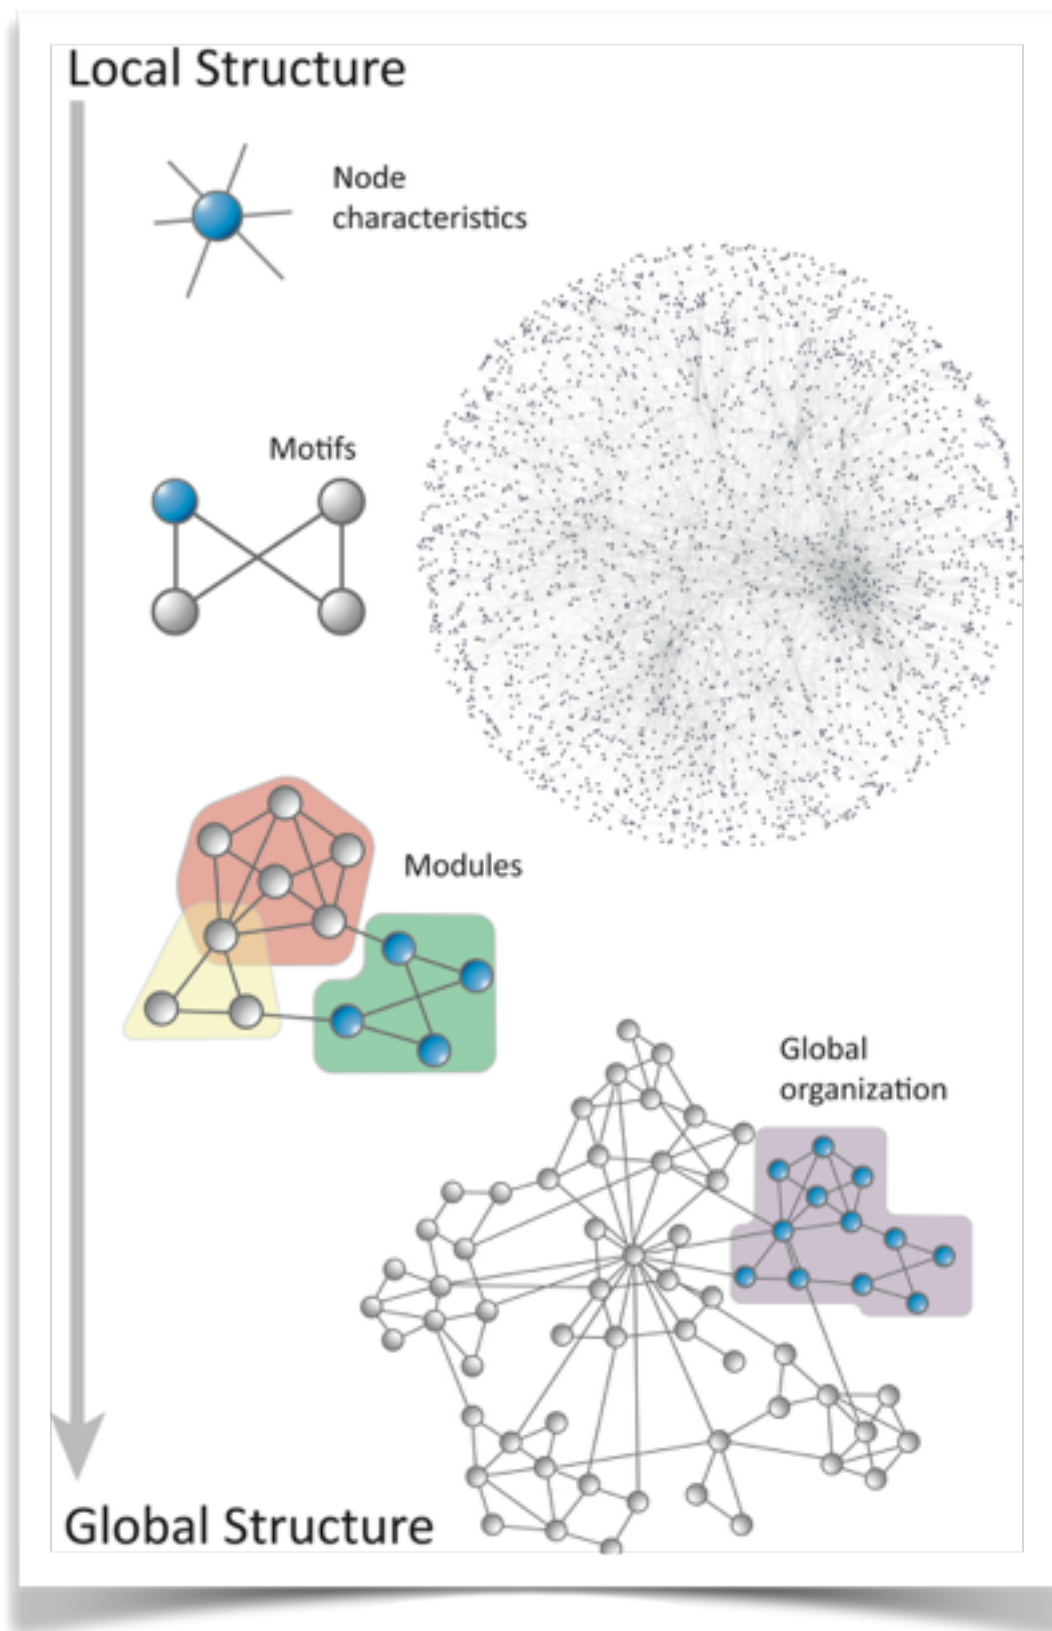 Local Structure
Node
characteristics
Motifs
Modules
Global
organization
Global Structure